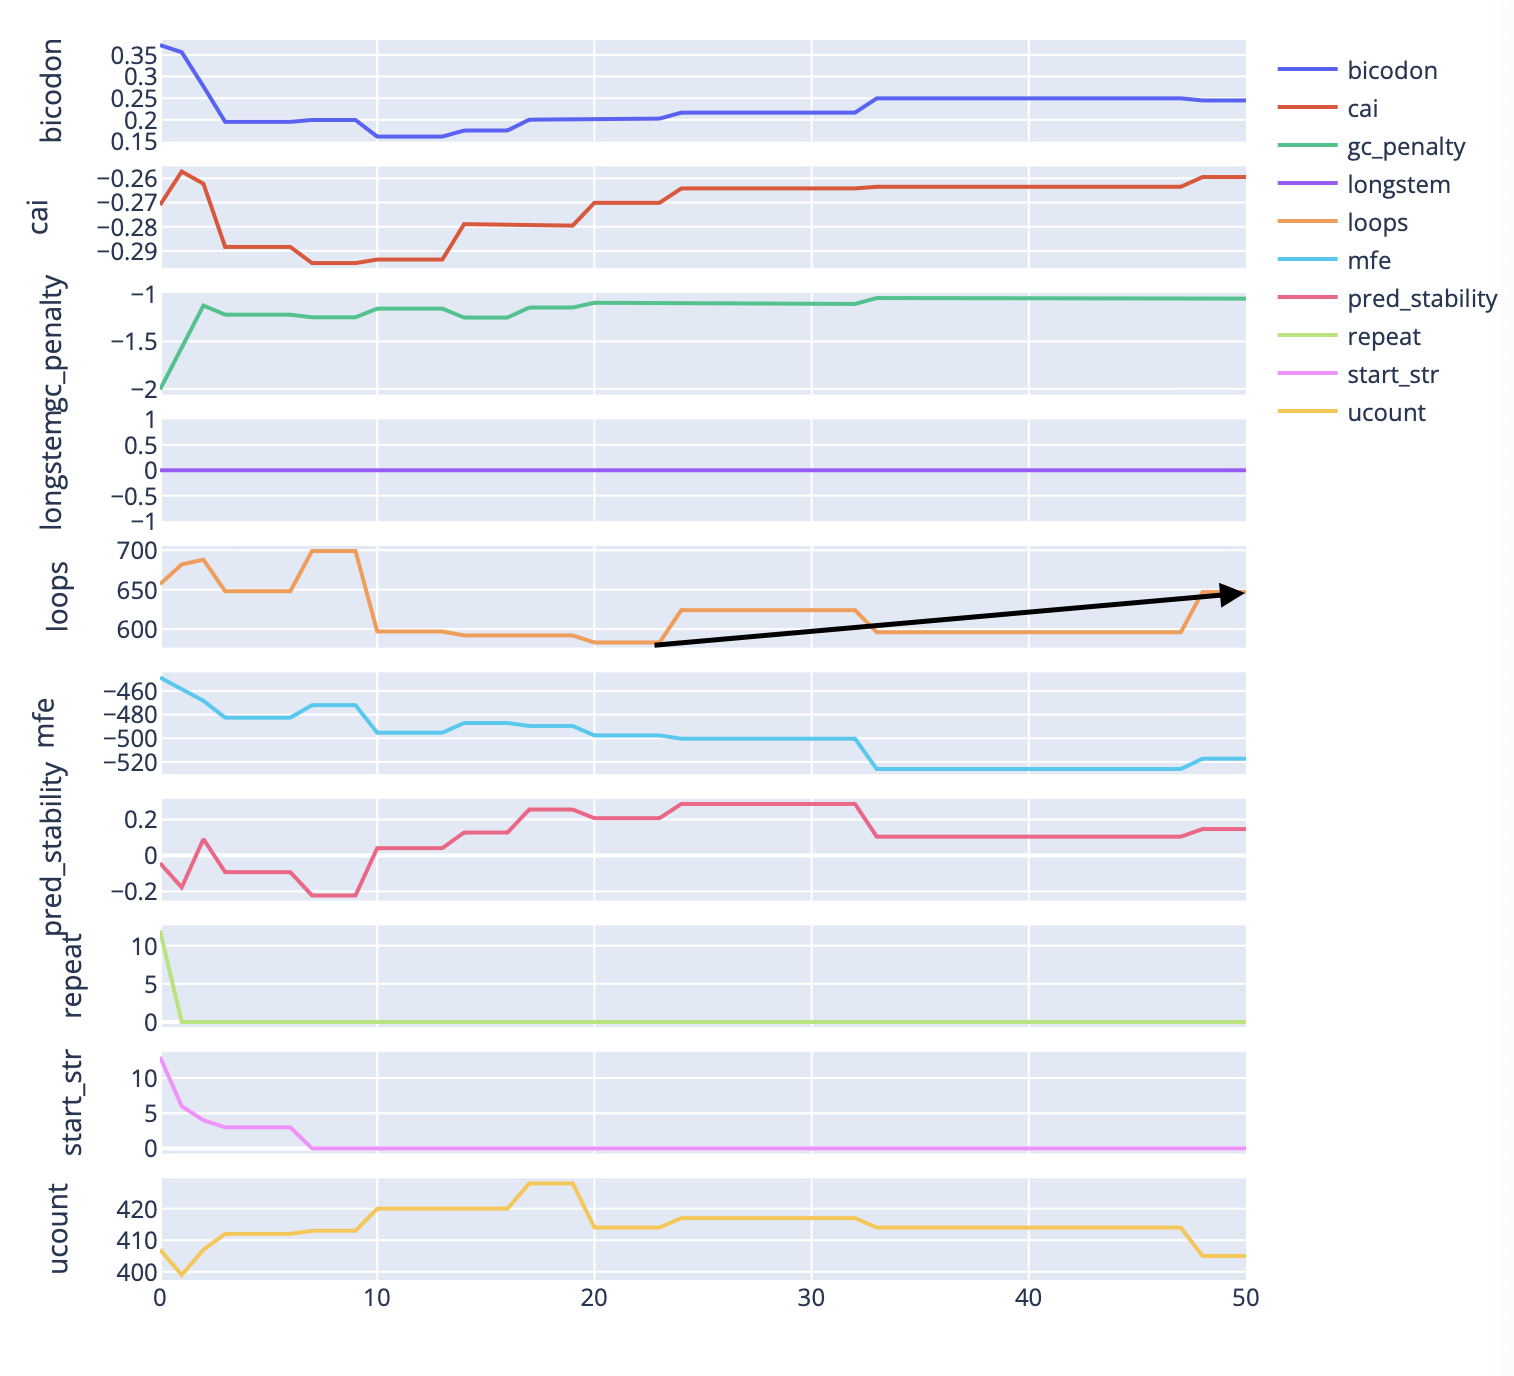 bicodon
0.35
0.3
0.25
0.2
0.15
cai
−0.26
−0.27
−0.28
−0.29
gc_penalty
−1
−1.5
−2
longstem
1
0.5
0
−0.5
−1
loops
700
650
600
mfe
−460
−480
−500
−520
pred_stability
0.2
0
−0.2
repeat
10
5
0
start_str
10
5
0
ucount
420
410
400
0 10 20 30 40 50
bicodon
cai
gc_penalty
longstem
loops
mfe
pred_stability
repeat
start_str
ucount